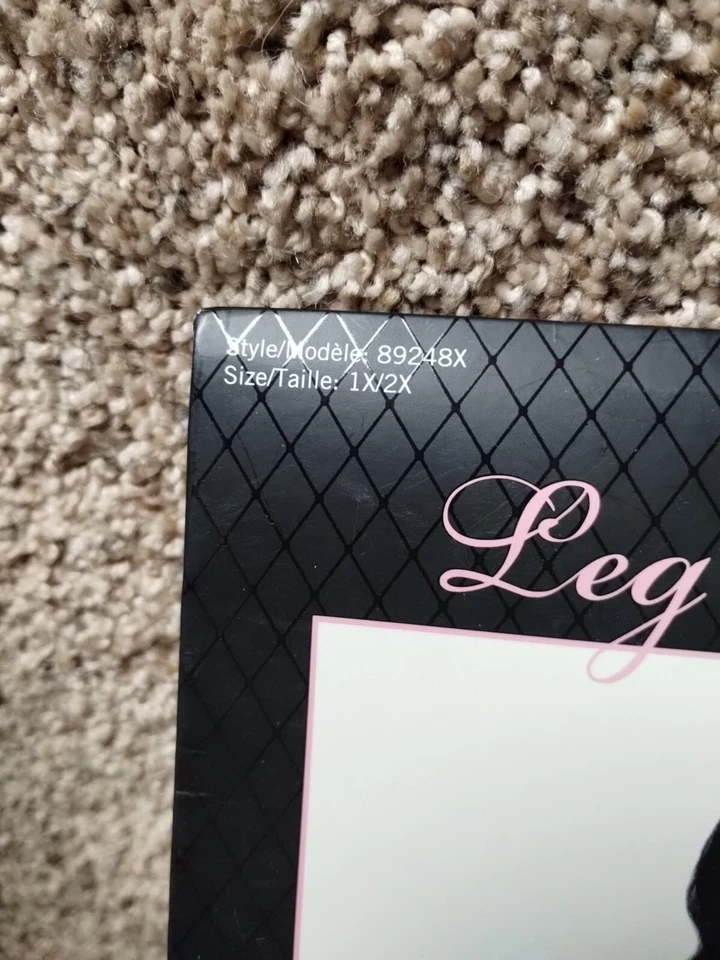 Style/Modèle: 89248X
Size/Taille: 1X/2X
Leg